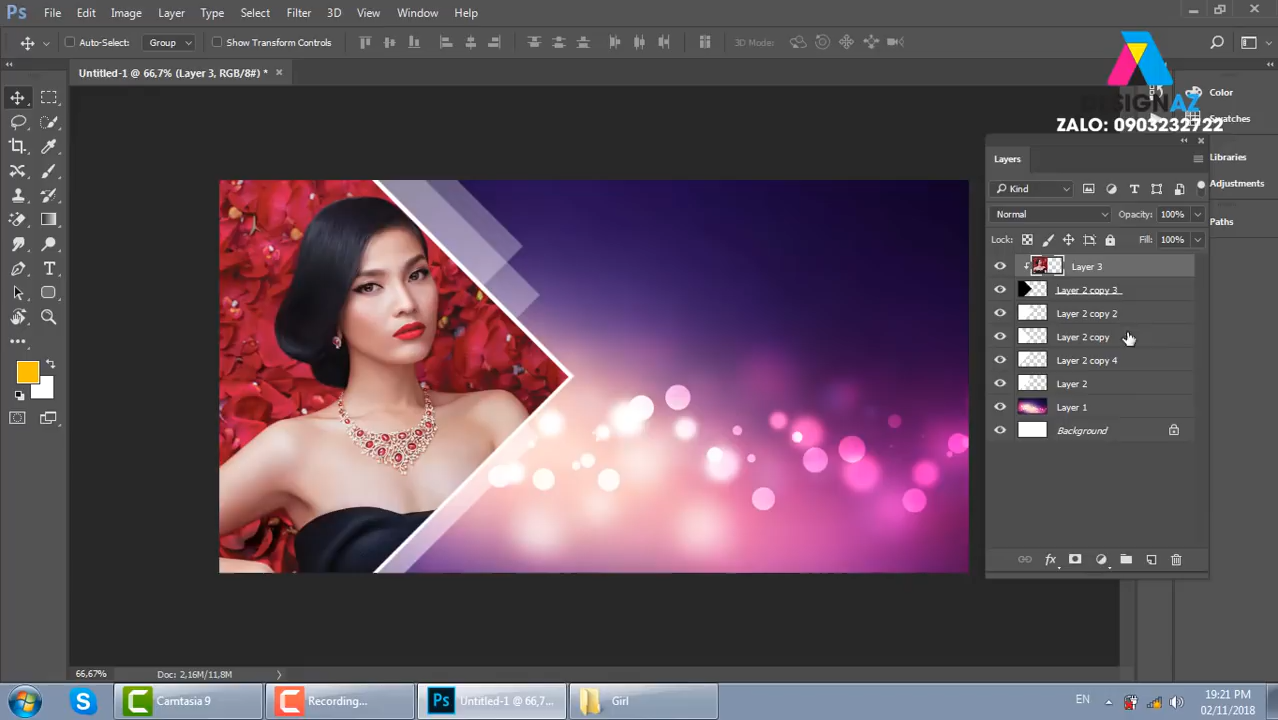 Ps File Edit Image Layer Type Select Filter 3D View Window Help
Auto-Select: Group Show Transform Controls 3D Mode:
Untitled-1 @ 66,7% (Layer 3, RGB/8#) * ×
DESIGNAZ
ZALO: 0903232722
Color
Swatches
Libraries
Adjustments
Paths
Layers
Kind
Normal Opacity: 100%
Lock: Fill: 100%
Layer 3
Layer 2 copy 3
Layer 2 copy 2
Layer 2 copy
Layer 2 copy 4
Layer 2
Layer 1
Background
fx
66,67% Doc: 2,16M/11,8M
Camtasia 9 Recording... Ps Untitled-1 @ 66,7... Girl EN 19:21 PM
02/11/2018